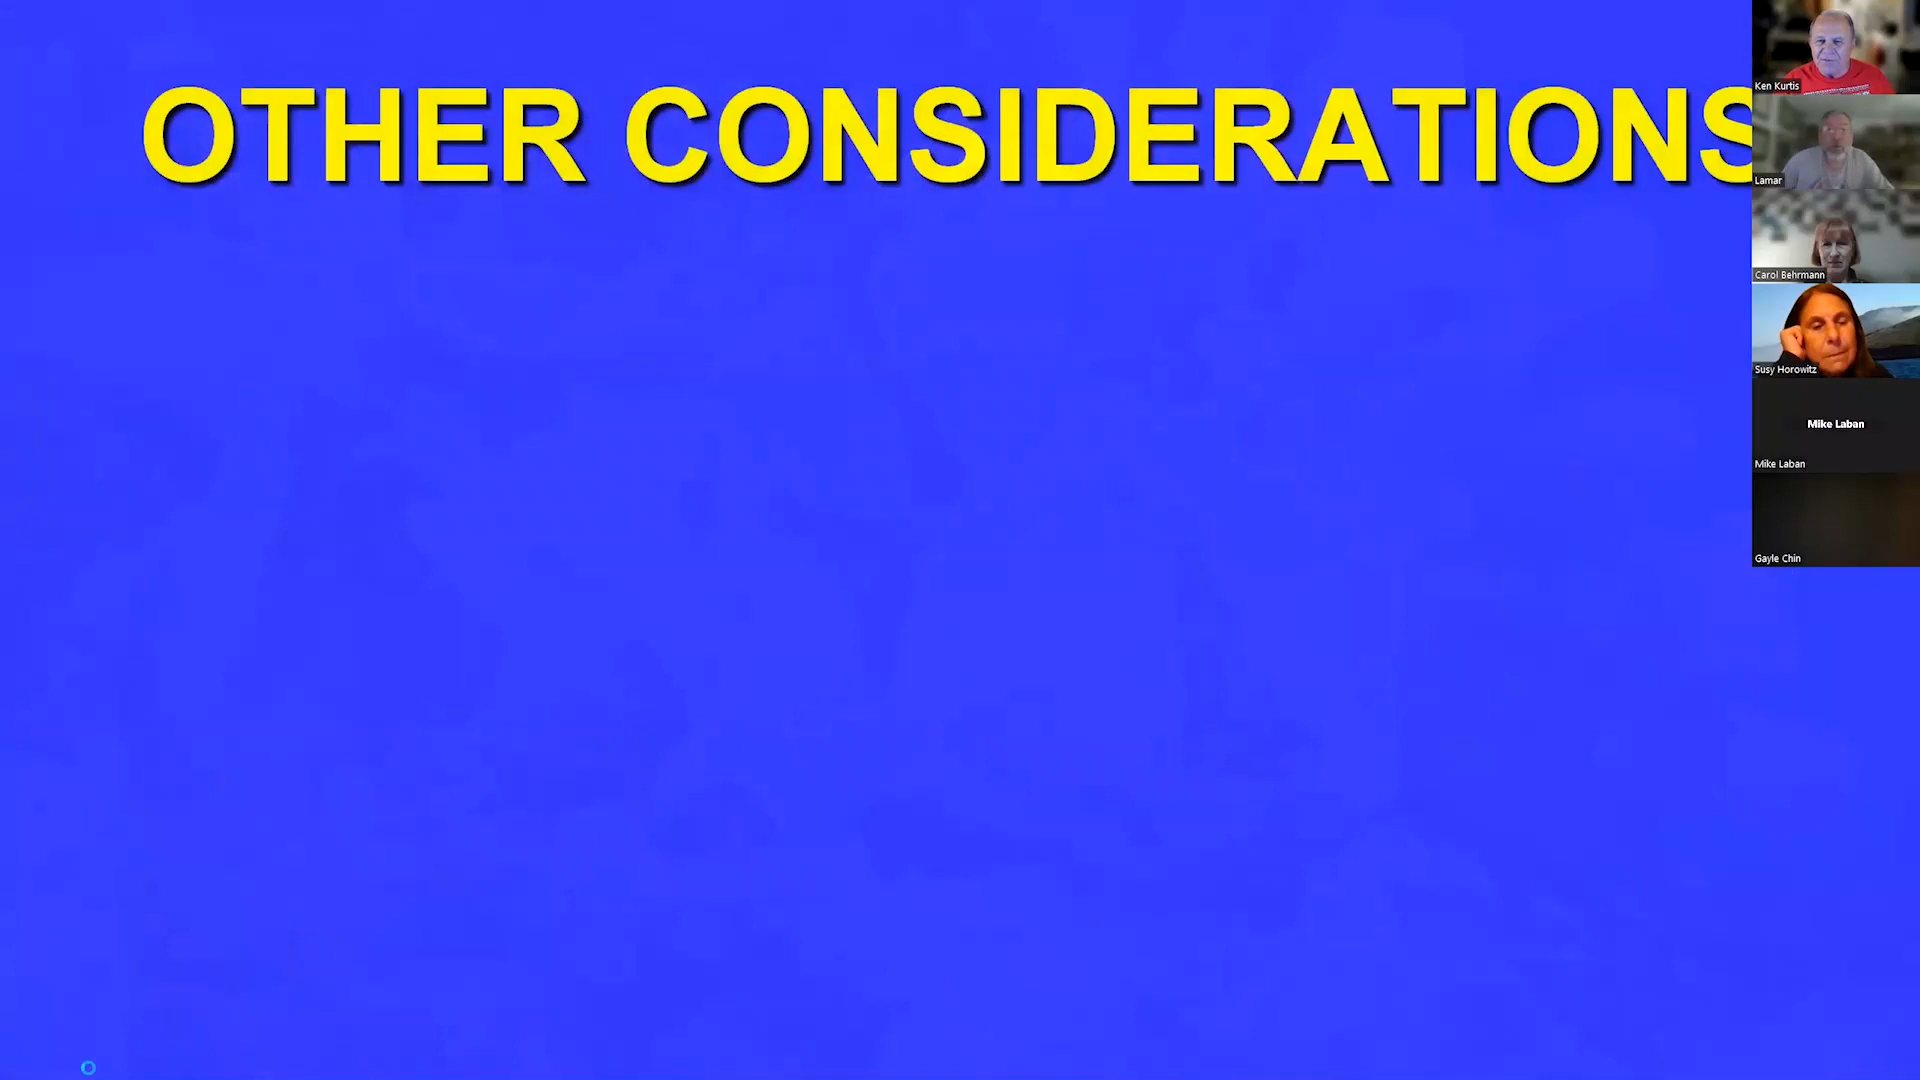 OTHER CONSIDERATIONS
Ken Kurtis
Lamar
Carol Behrmann
Susy Horowitz
Mike Laban
Mike Laban
Gayle Chin